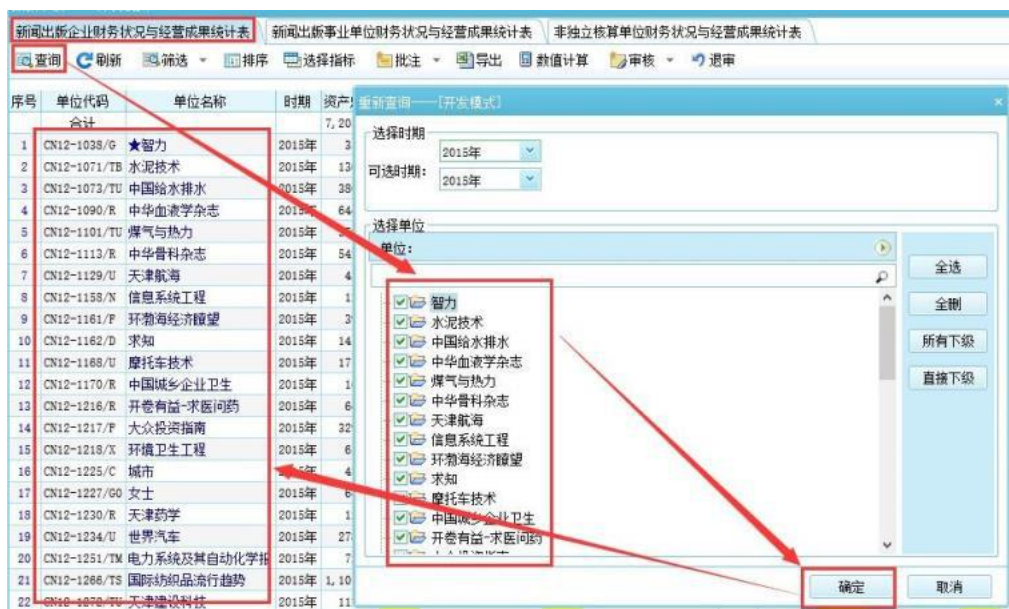 新闻出版企业财务状况与经营成果统计表 新闻出版事业单位财务状况与经营成果统计表 非独立核算单位财务状况与经营成果统计表
查询 刷新 筛选 排序 选择指标 批注 导出 数值计算 审核 退审
序号 单位代码 单位名称 时期 资产
合计 7,20
1 CN12-1038/G ★智力 2015年 3
2 CN12-1071/TB 水泥技术 2015年 13
3 CN12-1073/TU 中国给水排水 2015年 38
4 CN12-1090/R 中华血液学杂志 2015年 64
5 CN12-1101/TU 煤气与热力 2015年
6 CN12-1113/R 中华骨科杂志 2015年 54
7 CN12-1129/U 天津航海 2015年 4
8 CN12-1158/N 信息系统工程 2015年 1
9 CN12-1161/F 环渤海经济瞭望 2015年 3
10 CN12-1162/D 求知 2015年 14
11 CN12-1168/U 摩托车技术 2015年 17
12 CN12-1170/R 中国城乡企业卫生 2015年 1
13 CN12-1216/R 开卷有益-求医问药 2015年 6
14 CN12-1217/F 大众投资指南 2015年 32
15 CN12-1218/X 环境卫生工程 2015年 6
16 CN12-1225/C 城市 4
17 CN12-1227/G0 女士 2015年 6
18 CN12-1230/R 天津药学 2015年 1
19 CN12-1234/U 世界汽车 2015年 27
20 CN12-1251/TM 电力系统及其自动化学报 2015年 7
21 CN12-1266/TS 国际纺织品流行趋势 2015年 1,10
22 天津建设科技 2015年 11
重新查询——[开发模式]
选择时期
2015年
可选时期：
2015年
选择单位
单位：
智力
水泥技术
中国给水排水
中华血液学杂志
煤气与热力
中华骨科杂志
天津航海
信息系统工程
环渤海经济瞭望
求知
摩托车技术
中国城乡企业卫生
开卷有益-求医问药
全选
全删
所有下级
直接下级
确定 取消